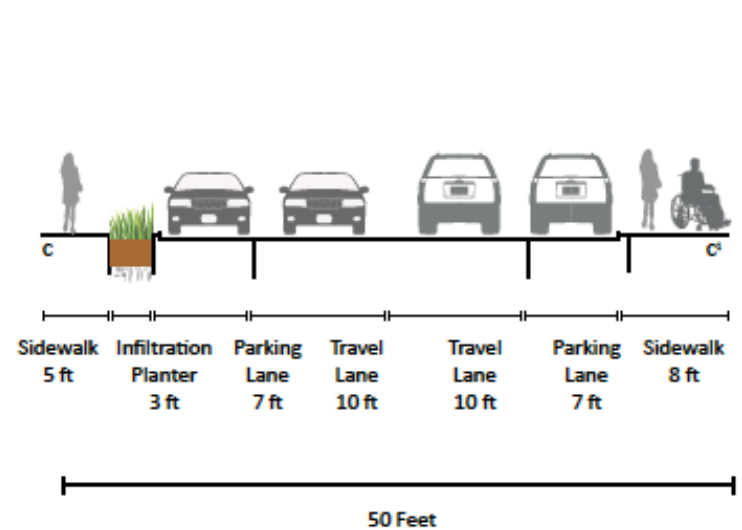 C
C¹
Sidewalk
5 ft
Infiltration
Planter
3 ft
Parking
Lane
7 ft
Travel
Lane
10 ft
Travel
Lane
10 ft
Parking
Lane
7 ft
Sidewalk
8 ft
50 Feet